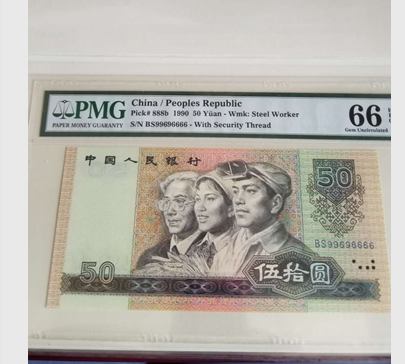 PMG
PAPER MONEY GUARANTY
China / Peoples Republic
Pick# 888b 1990 50 Yüan - Wmk: Steel Worker
S/N BS99696666 - With Security Thread
66
Gem Uncirculated
中国人民银行
50
BS99696666
50
伍拾圆